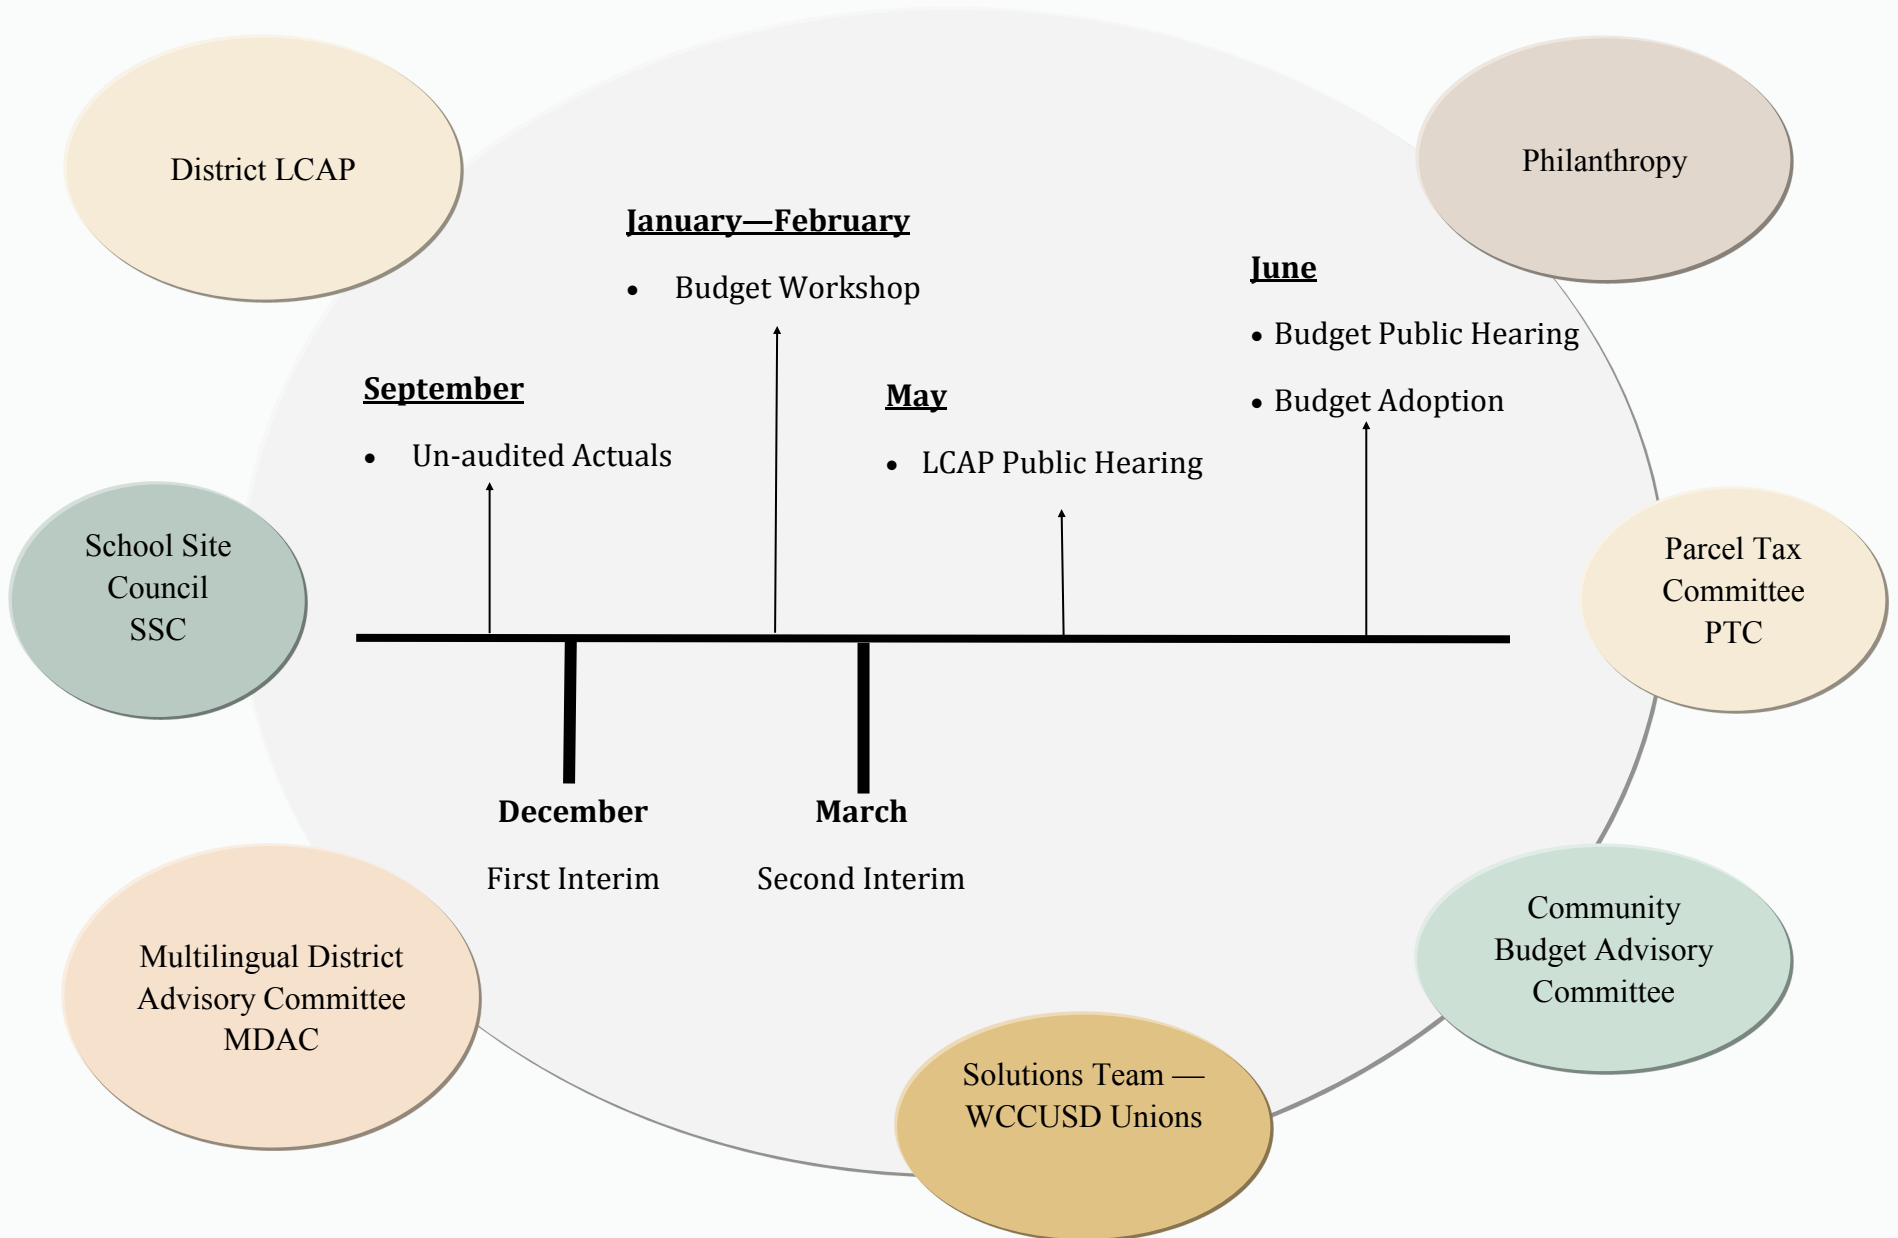 District LCAP
Philanthropy
January—February
• Budget Workshop
June
• Budget Public Hearing
• Budget Adoption
September
• Un-audited Actuals
May
• LCAP Public Hearing
School Site
Council
SSC
Parcel Tax
Committee
PTC
December
First Interim
March
Second Interim
Multilingual District
Advisory Committee
MDAC
Solutions Team —
WCCUSD Unions
Community
Budget Advisory
Committee